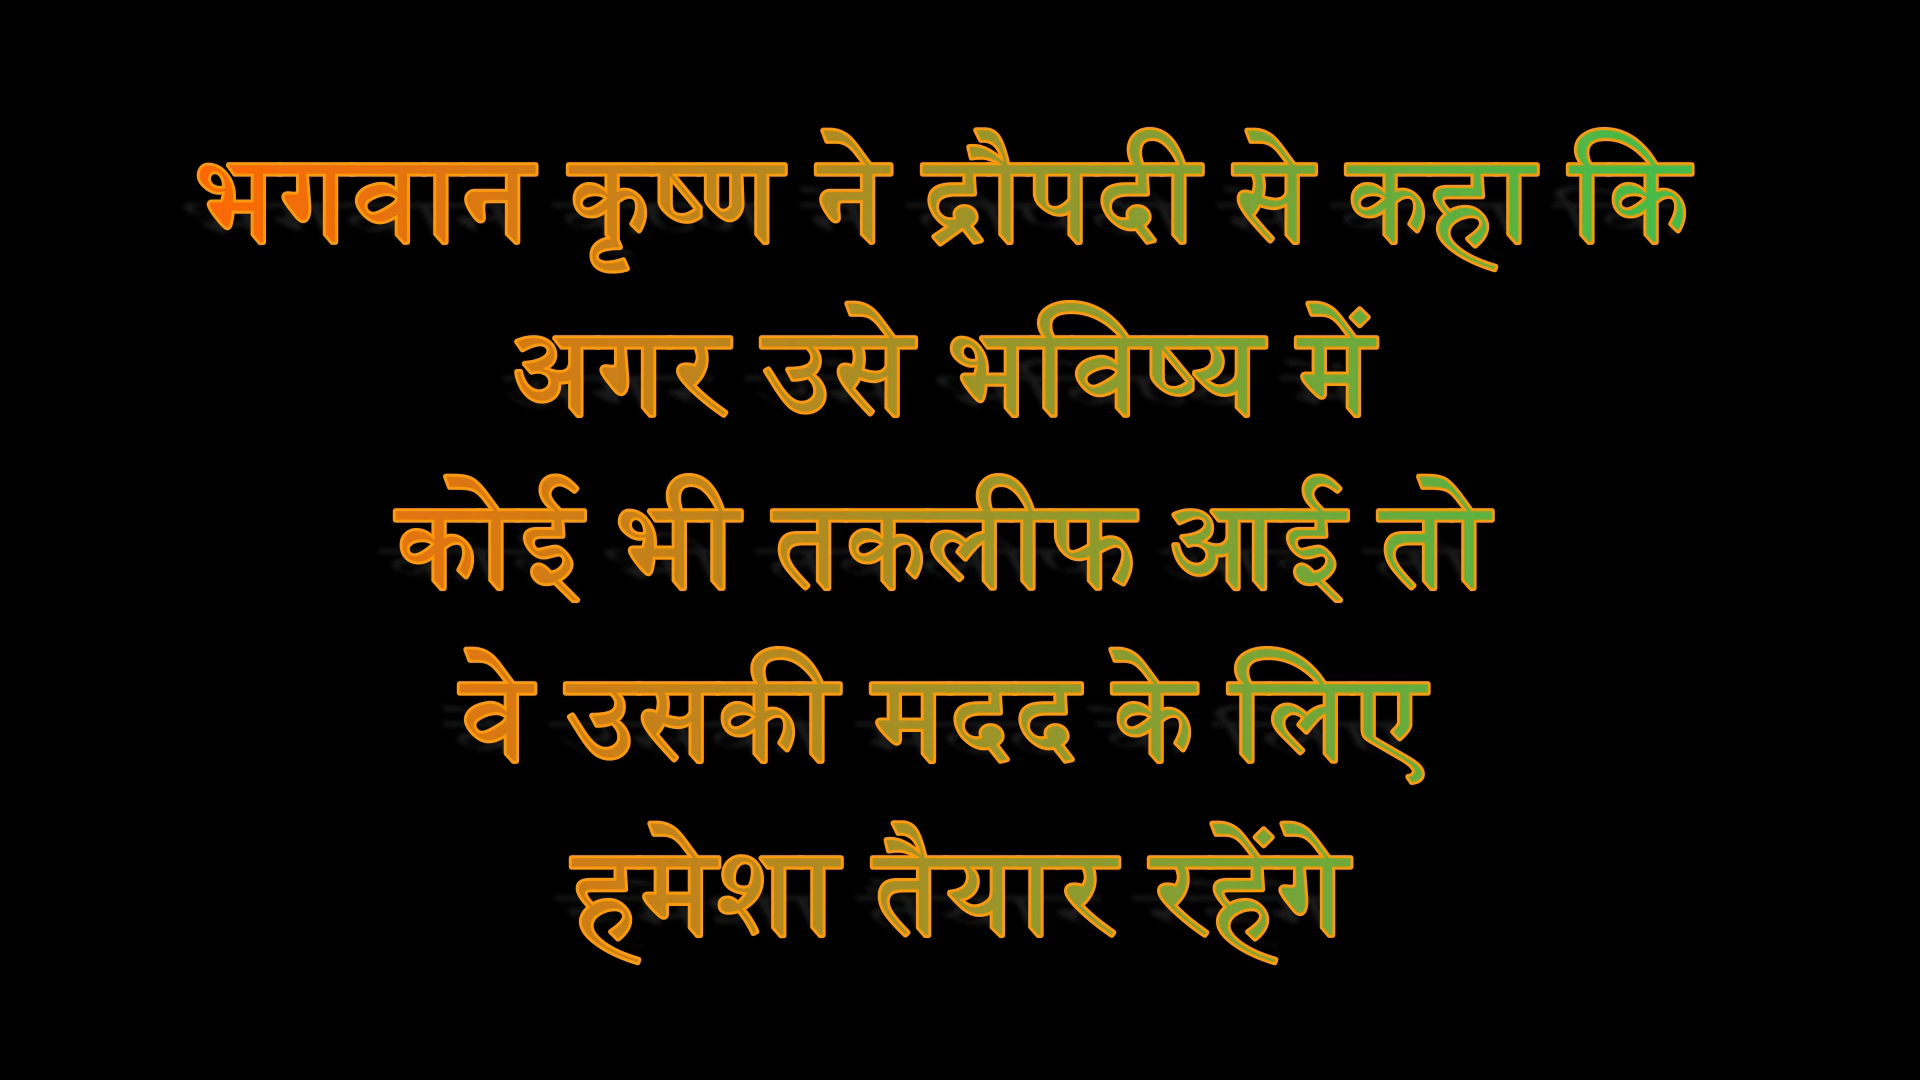 भगवान कृष्ण ने द्रौपदी से कहा कि
अगर उसे भविष्य में
कोई भी तकलीफ आई तो
वे उसकी मदद के लिए
हमेशा तैयार रहेंगे